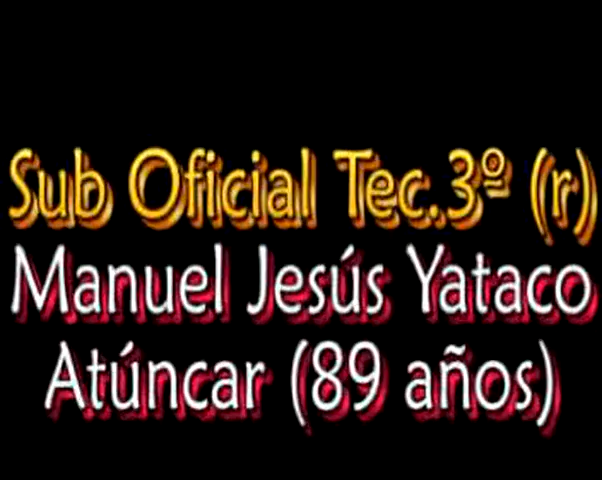 Sub Oficial Tec.3º (r)
Manuel Jesús Yataco
Atúncar (89 años)